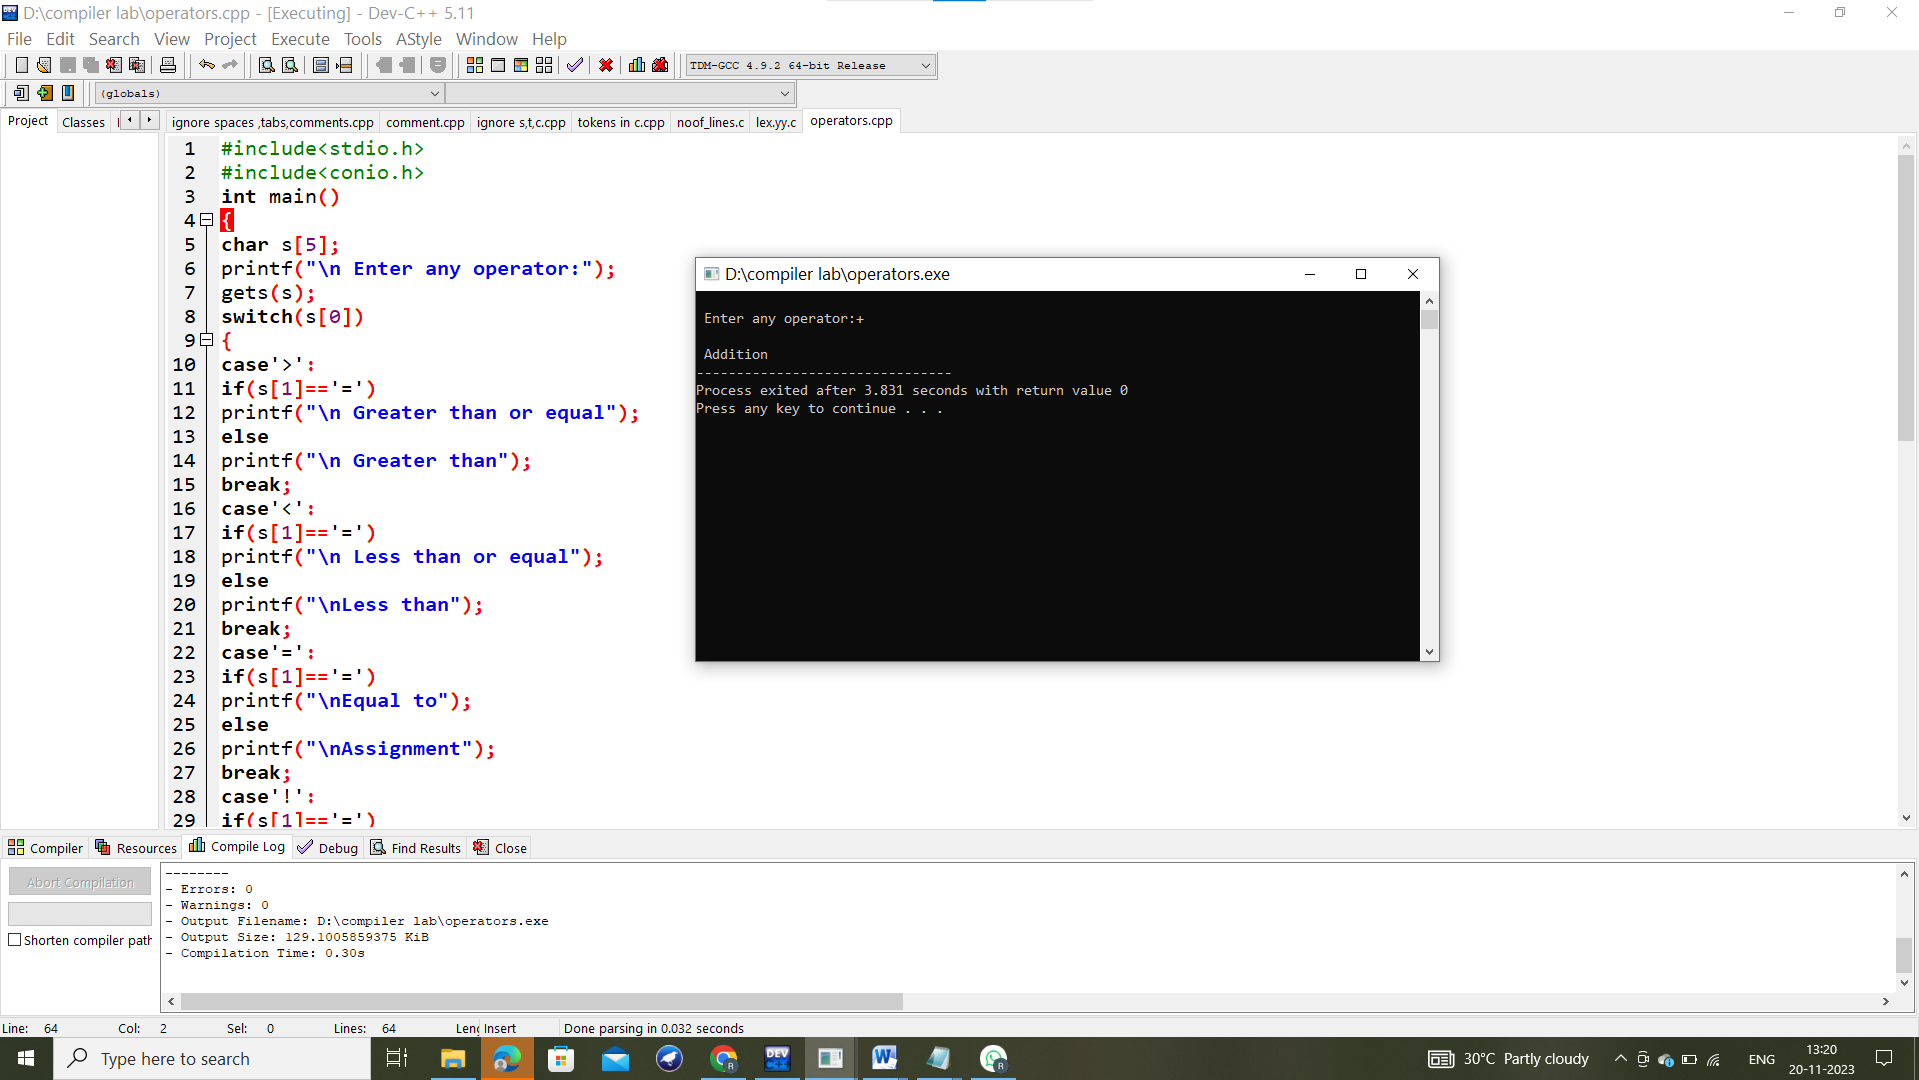 D:\compiler lab\operators.cpp - [Executing] - Dev-C++ 5.11
File Edit Search View Project Execute Tools AStyle Window Help
TDM-GCC 4.9.2 64-bit Release
(globals)
Project Classes ignore spaces ,tabs,comments.cpp comment.cpp ignore s,t,c.cpp tokens in c.cpp noof_lines.c lex.yy.c operators.cpp
1 #include<stdio.h>
2 #include<conio.h>
3 int main()
4 {
5 char s[5];
6 printf("\n Enter any operator:");
7 gets(s);
8 switch(s[0])
9 {
10 case'>':
11 if(s[1]=='=')
12 printf("\n Greater than or equal");
13 else
14 printf("\n Greater than");
15 break;
16 case'<':
17 if(s[1]=='=')
18 printf("\n Less than or equal");
19 else
20 printf("\nLess than");
21 break;
22 case'=':
23 if(s[1]=='=')
24 printf("\nEqual to");
25 else
26 printf("\nAssignment");
27 break;
28 case'!':
29 if(s[1]=='=')
D:\compiler lab\operators.exe
Enter any operator:+
Addition
--------------------------------
Process exited after 3.831 seconds with return value 0
Press any key to continue . . .
Compiler Resources Compile Log Debug Find Results Close
Abort Compilation
Shorten compiler path
--------
- Errors: 0
- Warnings: 0
- Output Filename: D:\compiler lab\operators.exe
- Output Size: 129.1005859375 KiB
- Compilation Time: 0.30s
Line: 64 Col: 2 Sel: 0 Lines: 64 Insert Done parsing in 0.032 seconds
Type here to search
30°C Partly cloudy
ENG
13:20
20-11-2023